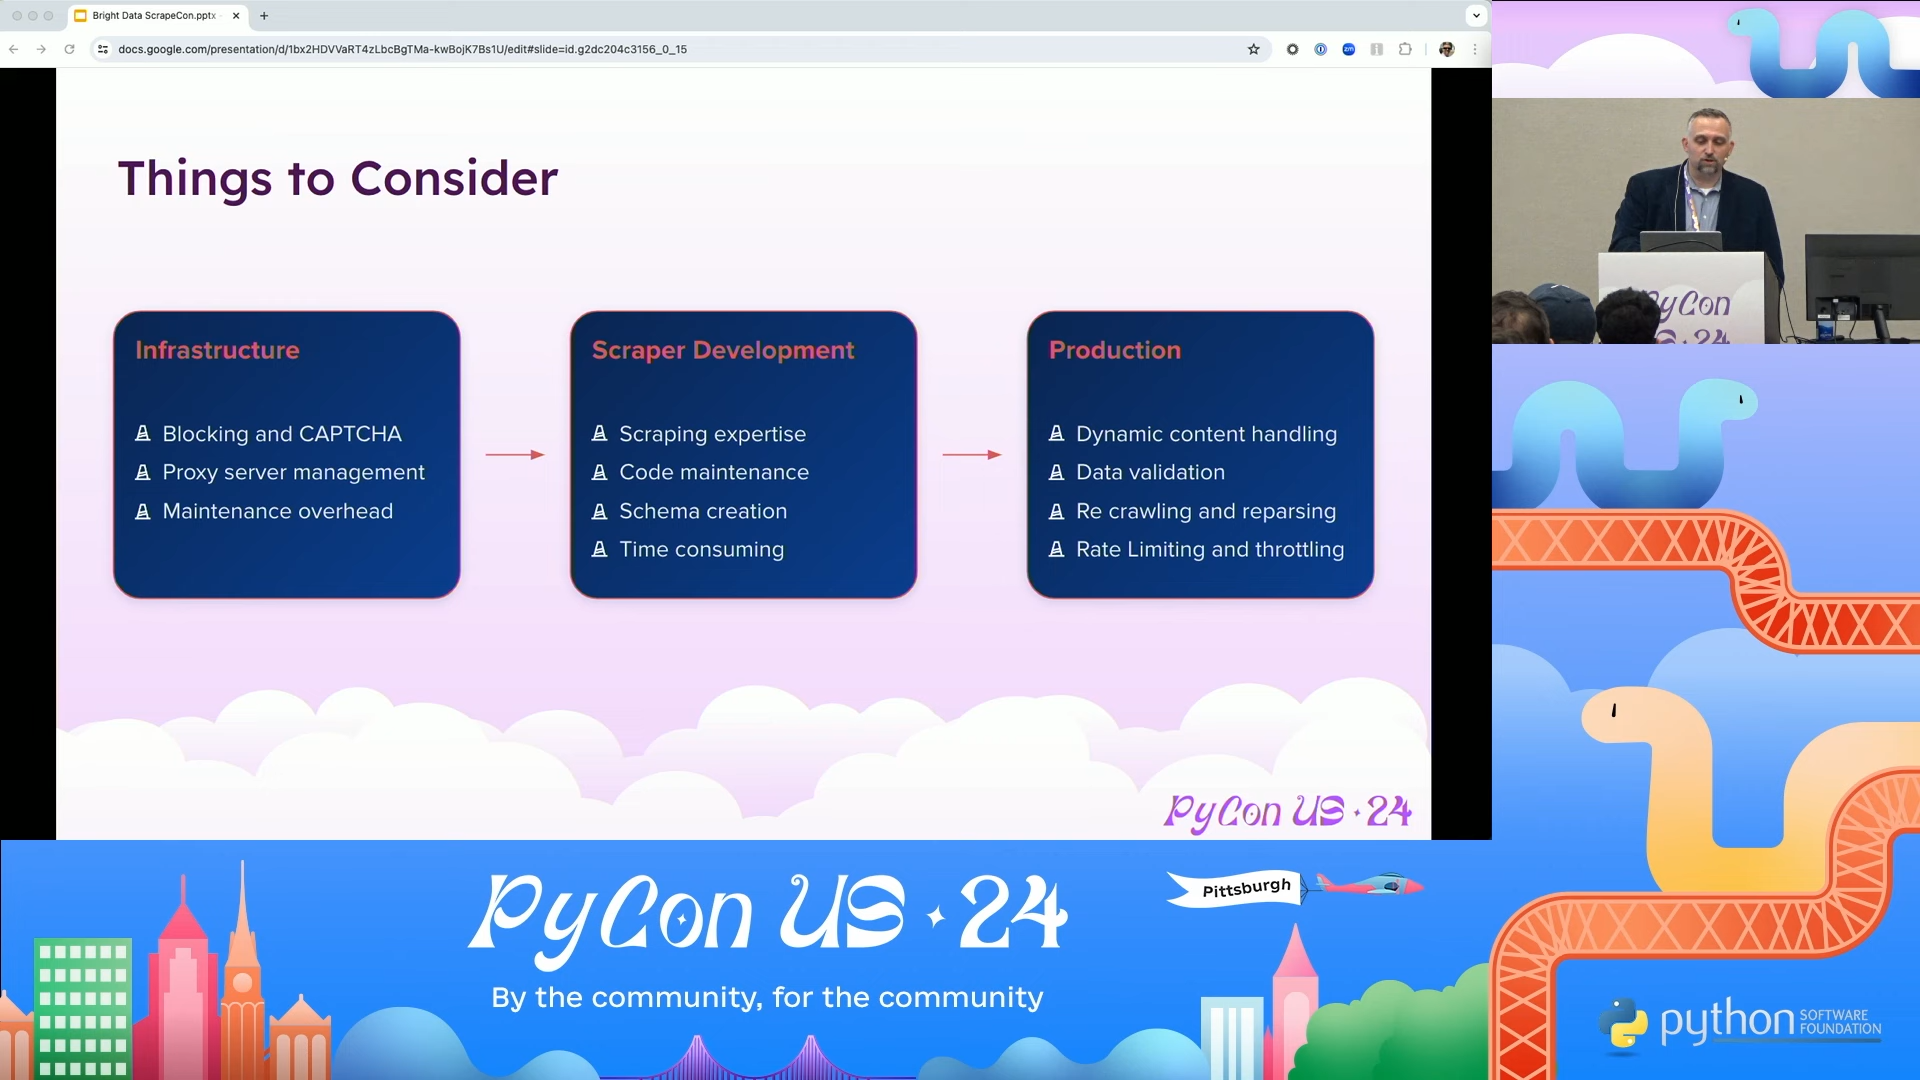 Bright Data ScrapeCon.pptx
docs.google.com/presentation/d/1bx2HDVVaRT4zLbcBgTMa-kwBojK7Bs1U/edit#slide=id.g2dc204c3156_0_15
Things to Consider
Infrastructure
Blocking and CAPTCHA
Proxy server management
Maintenance overhead
Scraper Development
Scraping expertise
Code maintenance
Schema creation
Time consuming
Production
Dynamic content handling
Data validation
Re crawling and reparsing
Rate Limiting and throttling
PyCon US 24
PyCon
24
PyCon US 24
By the community, for the community
Pittsburgh
python
SOFTWARE
FOUNDATION